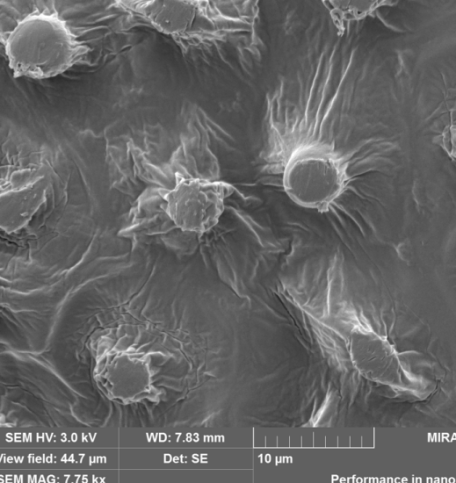 SEM HV: 3.0 kV WD: 7.83 mm MIRA
View field: 44.7 µm Det: SE 10 µm
SEM MAG: 7.75 kx Performance in nano